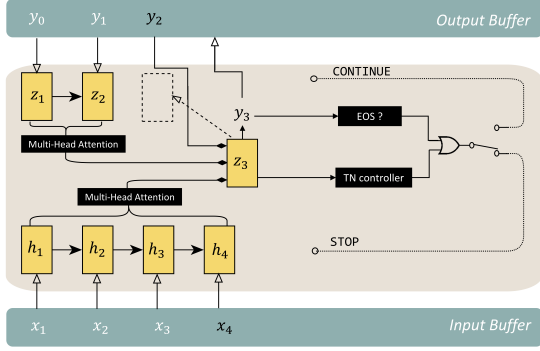 y₀ y₁ y₂ Output Buffer
CONTINUE
z₁ z₂
y₃ EOS ?
Multi-Head Attention
z₃
TN controller
Multi-Head Attention
h₁ h₂ h₃ h₄ STOP
x₁ x₂ x₃ x₄ Input Buffer